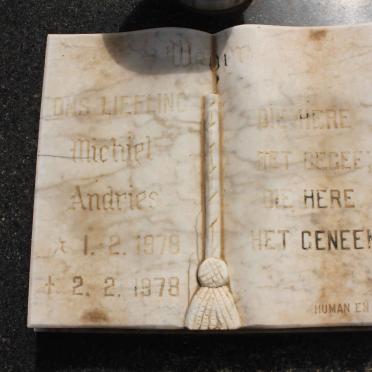 ONS LIEFLING
Michiel
Andries
* 1. 2. 1978
† 2. 2. 1978
DIE HERE
HET GEGEE
DIE HERE
HET GENEE
HUMAN EN